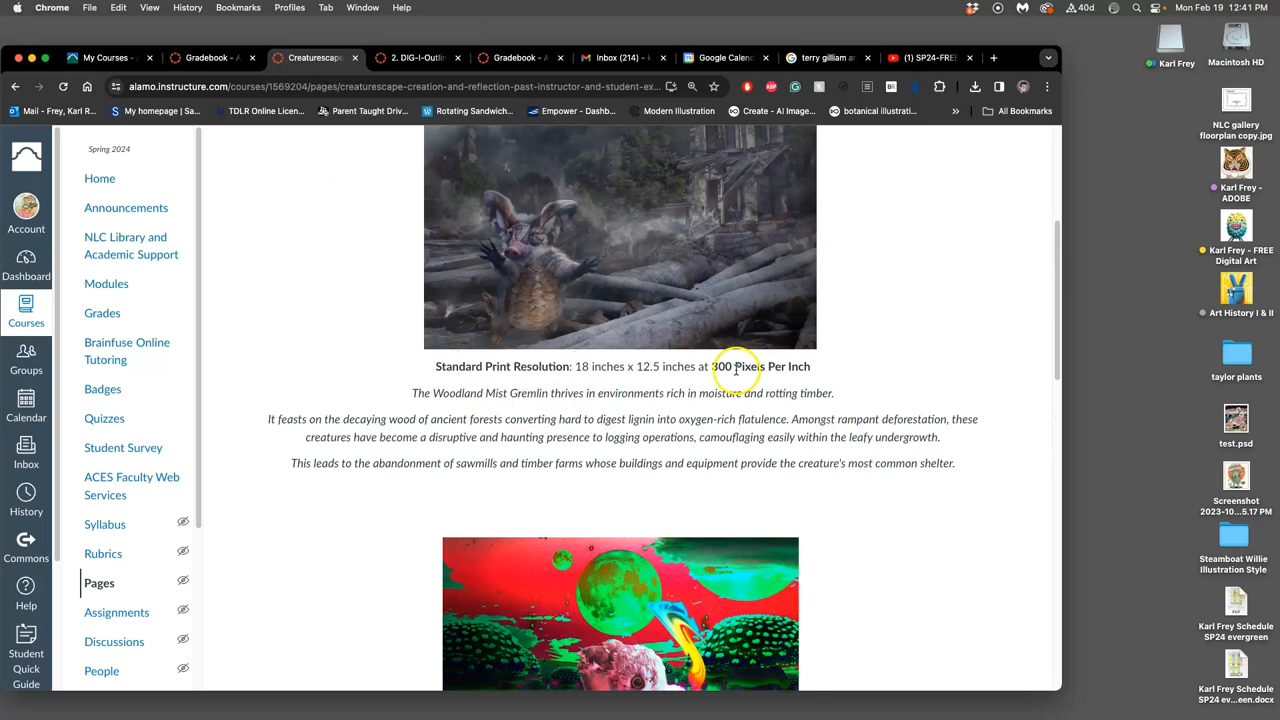 Chrome File Edit View History Bookmarks Profiles Tab Window Help
40d
Mon Feb 19 12:41 PM
My Courses -
Gradebook - A
Creaturescape
2. DIG-I-Outlin
Gradebook - A
Inbox (214) -
Google Calen
terry gilliam an
(1) SP24-FREE
alamo.instructure.com/courses/1569204/pages/creaturescape-creation-and-reflection-past-instructor-and-student-ex...
Mail - Frey, Karl R...
My homepage | Sa...
TDLR Online Licen...
Parent Taught Driv...
Rotating Sandwich...
Empower - Dashb...
Modern Illustration
Create - AI Image...
botanical illustrati...
»
All Bookmarks
Spring 2024
Home
Announcements
NLC Library and
Academic Support
Modules
Grades
Brainfuse Online
Tutoring
Badges
Quizzes
Student Survey
ACES Faculty Web
Services
Syllabus
Rubrics
Pages
Assignments
Discussions
People
Account
Dashboard
Courses
Groups
Calendar
Inbox
History
Commons
Help
Student
Quick
Guide
Standard Print Resolution: 18 inches x 12.5 inches at 300 Pixels Per Inch
The Woodland Mist Gremlin thrives in environments rich in moisture and rotting timber.
It feasts on the decaying wood of ancient forests converting hard to digest lignin into oxygen-rich flatulence. Amongst rampant deforestation, these
creatures have become a disruptive and haunting presence to logging operations, camouflaging easily within the leafy undergrowth.
This leads to the abandonment of sawmills and timber farms whose buildings and equipment provide the creature's most common shelter.
Karl Frey
Macintosh HD
NLC gallery
floorplan copy.jpg
Karl Frey -
ADOBE
Karl Frey - FREE
Digital Art
Art History I & II
taylor plants
test.psd
Screenshot
2023-10...5.17 PM
Steamboat Willie
Illustration Style
Karl Frey Schedule
SP24 evergreen
Karl Frey Schedule
SP24 ev...een.docx